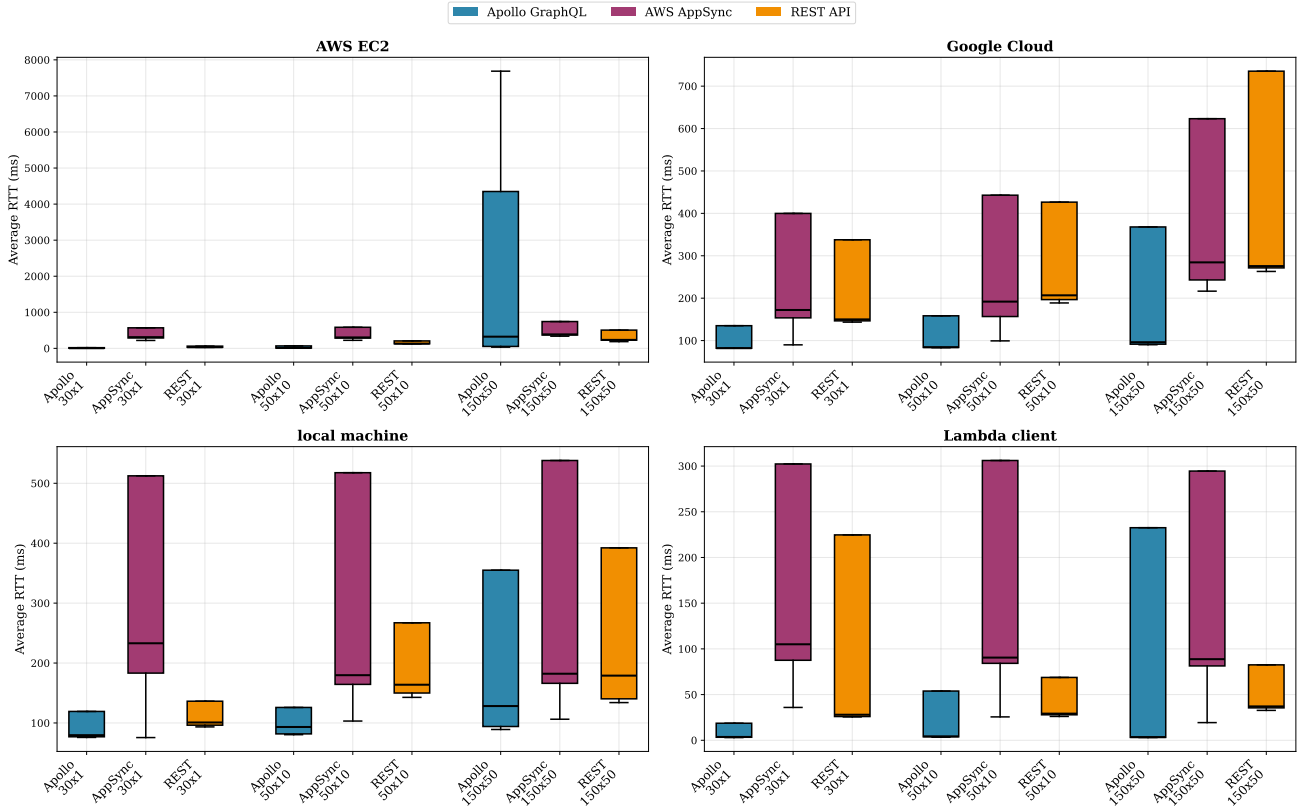 Apollo GraphQL
AWS AppSync
REST API
AWS EC2
Average RTT (ms)
8000
7000
6000
5000
4000
3000
2000
1000
0
Apollo
30x1
AppSync
30x1
REST
30x1
Apollo
50x10
AppSync
50x10
REST
50x10
Apollo
150x50
AppSync
150x50
REST
150x50
Google Cloud
Average RTT (ms)
700
600
500
400
300
200
100
Apollo
30x1
AppSync
30x1
REST
30x1
Apollo
50x10
AppSync
50x10
REST
50x10
Apollo
150x50
AppSync
150x50
REST
150x50
local machine
Average RTT (ms)
500
400
300
200
100
Apollo
30x1
AppSync
30x1
REST
30x1
Apollo
50x10
AppSync
50x10
REST
50x10
Apollo
150x50
AppSync
150x50
REST
150x50
Lambda client
Average RTT (ms)
300
250
200
150
100
50
0
Apollo
30x1
AppSync
30x1
REST
30x1
Apollo
50x10
AppSync
50x10
REST
50x10
Apollo
150x50
AppSync
150x50
REST
150x50